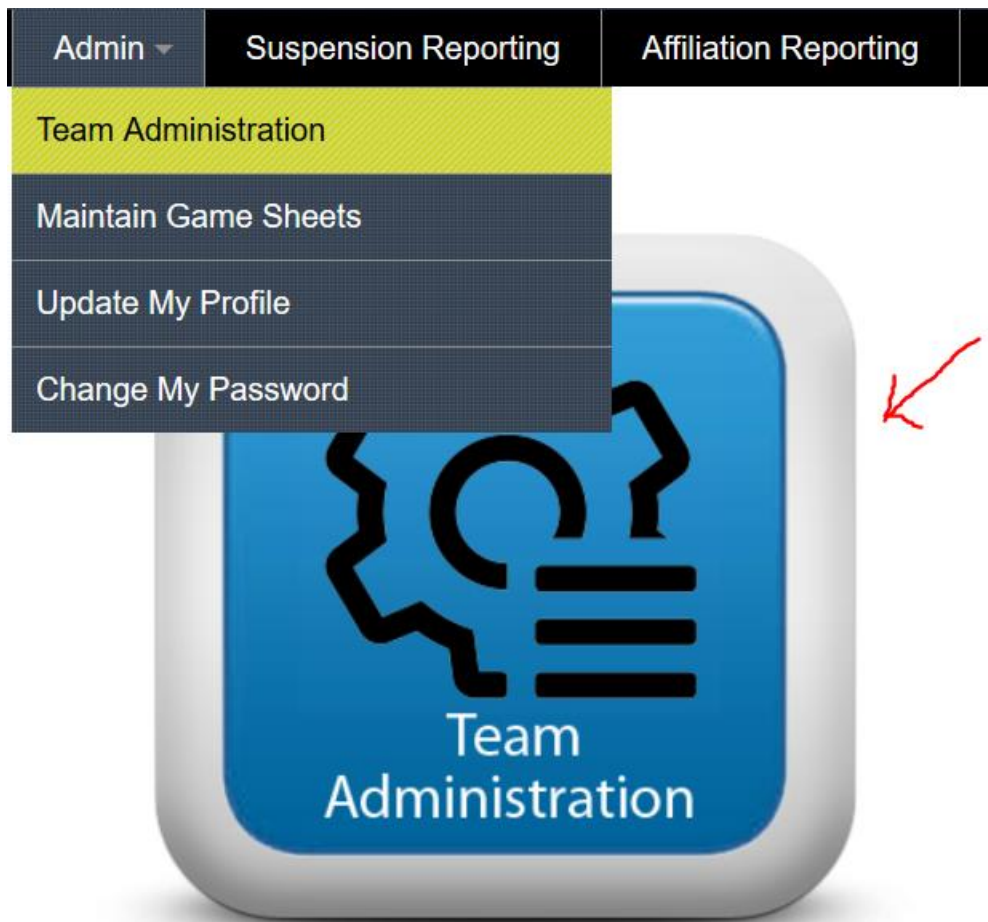 Admin
Suspension Reporting
Affiliation Reporting
Team Administration
Maintain Game Sheets
Update My Profile
Change My Password
Team
Administration